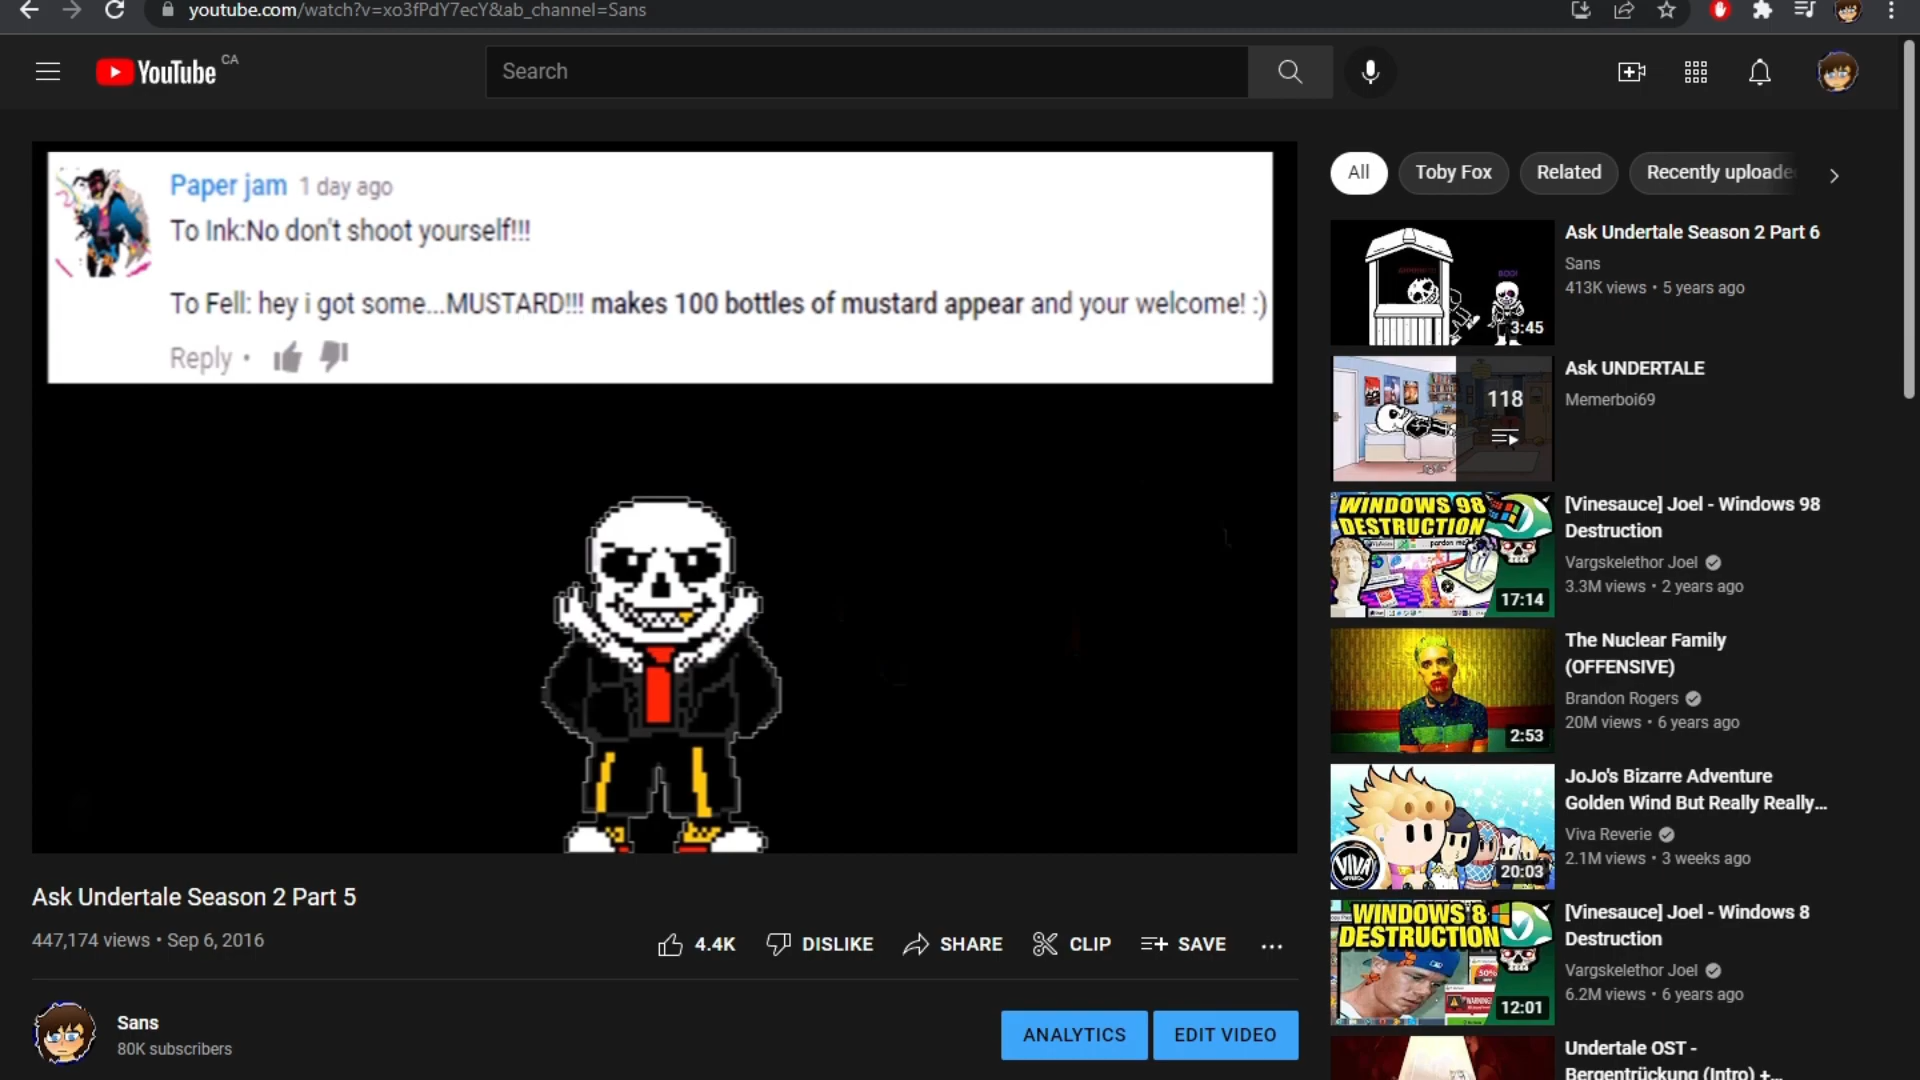 youtube.com/watch?v=xo3fPdY7ecY&ab_channel=Sans
YouTube CA
Search
Paper jam 1 day ago
To Ink:No don't shoot yourself!!!
To Fell: hey i got some...MUSTARD!!! makes 100 bottles of mustard appear and your welcome! :)
Reply •
Ask Undertale Season 2 Part 5
447,174 views • Sep 6, 2016
4.4K DISLIKE SHARE CLIP SAVE
Sans
80K subscribers
ANALYTICS EDIT VIDEO
All Toby Fox Related Recently uploade
BOO!
3:45
Ask Undertale Season 2 Part 6
Sans
413K views • 5 years ago
118
Ask UNDERTALE
Memerboi69
WINDOWS 98
DESTRUCTION
pardon me?
17:14
[Vinesauce] Joel - Windows 98
Destruction
Vargskelethor Joel
3.3M views • 2 years ago
2:53
The Nuclear Family
(OFFENSIVE)
Brandon Rogers
20M views • 6 years ago
VIVA
20:03
JoJo's Bizarre Adventure
Golden Wind But Really Really...
Viva Reverie
2.1M views • 3 weeks ago
WINDOWS 8
DESTRUCTION
50%
WARNING!
12:01
[Vinesauce] Joel - Windows 8
Destruction
Vargskelethor Joel
6.2M views • 6 years ago
Undertale OST -
Bergentrückung (Intro) +...